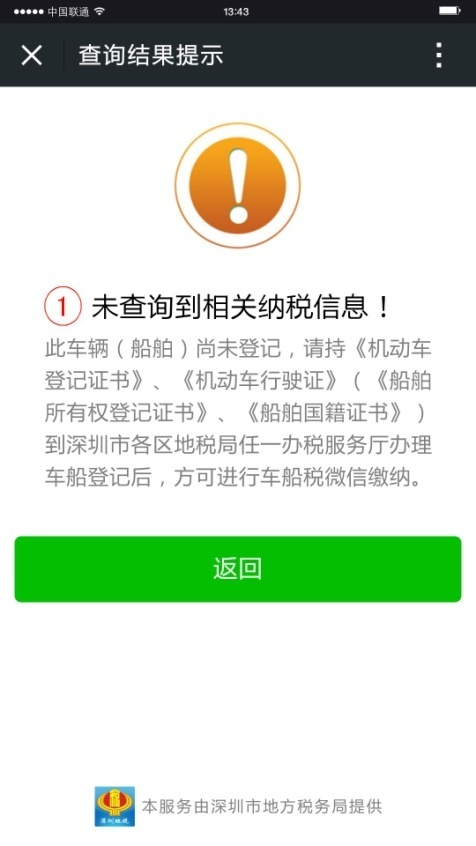 中国联通
13:43
查询结果提示
① 未查询到相关纳税信息！
此车辆（船舶）尚未登记，请持《机动车
登记证书》、《机动车行驶证》（《船舶
所有权登记证书》、《船舶国籍证书》）
到深圳市各区地税局任一办税服务厅办理
车船登记后，方可进行车船税微信缴纳。
返回
深圳地税
本服务由深圳市地方税务局提供